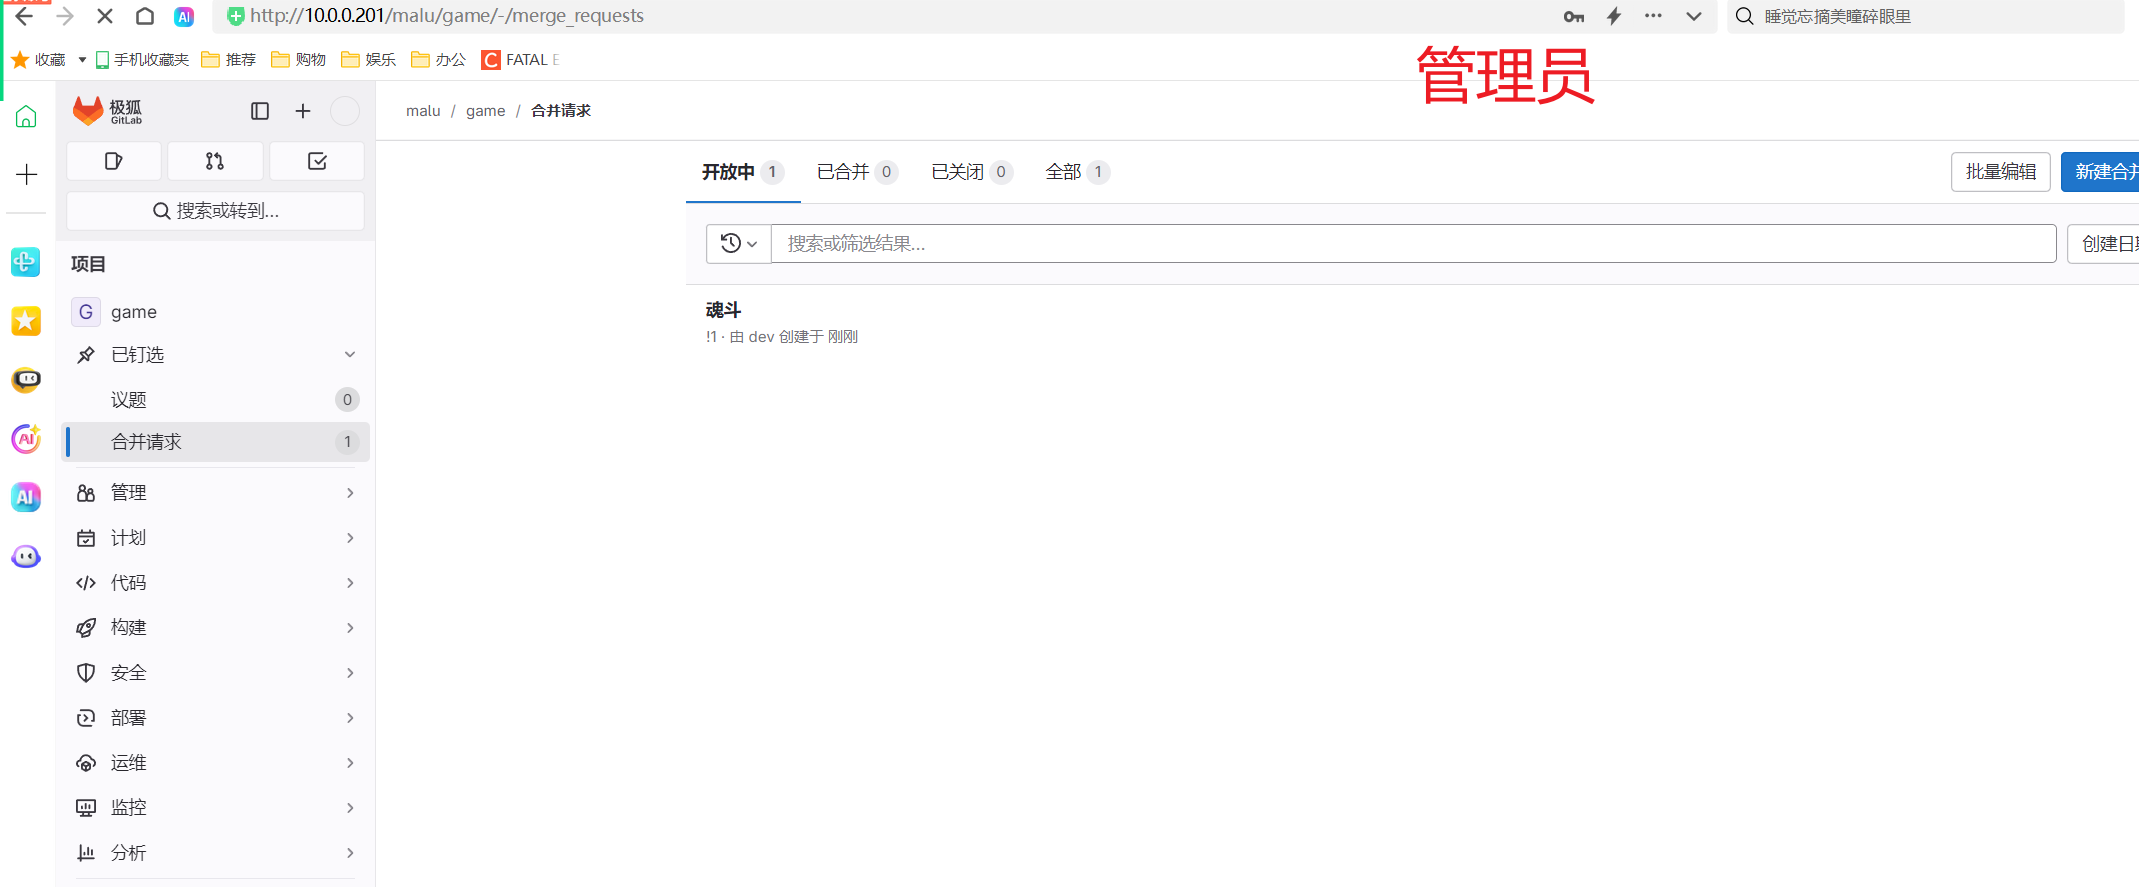 http://10.0.0.201/malu/game/-/merge_requests
睡觉忘摘美瞳碎眼里
收藏
手机收藏夹
推荐
购物
娱乐
办公
FATAL E
管理员
极狐
GitLab
malu / game / 合并请求
搜索或转到...
开放中 1
已合并 0
已关闭 0
全部 1
批量编辑
新建合并
搜索或筛选结果...
创建日期
项目
G game
已钉选
议题 0
合并请求 1
管理
计划
代码
构建
安全
部署
运维
监控
分析
魂斗
!1 · 由 dev 创建于 刚刚
AI
AI
AI